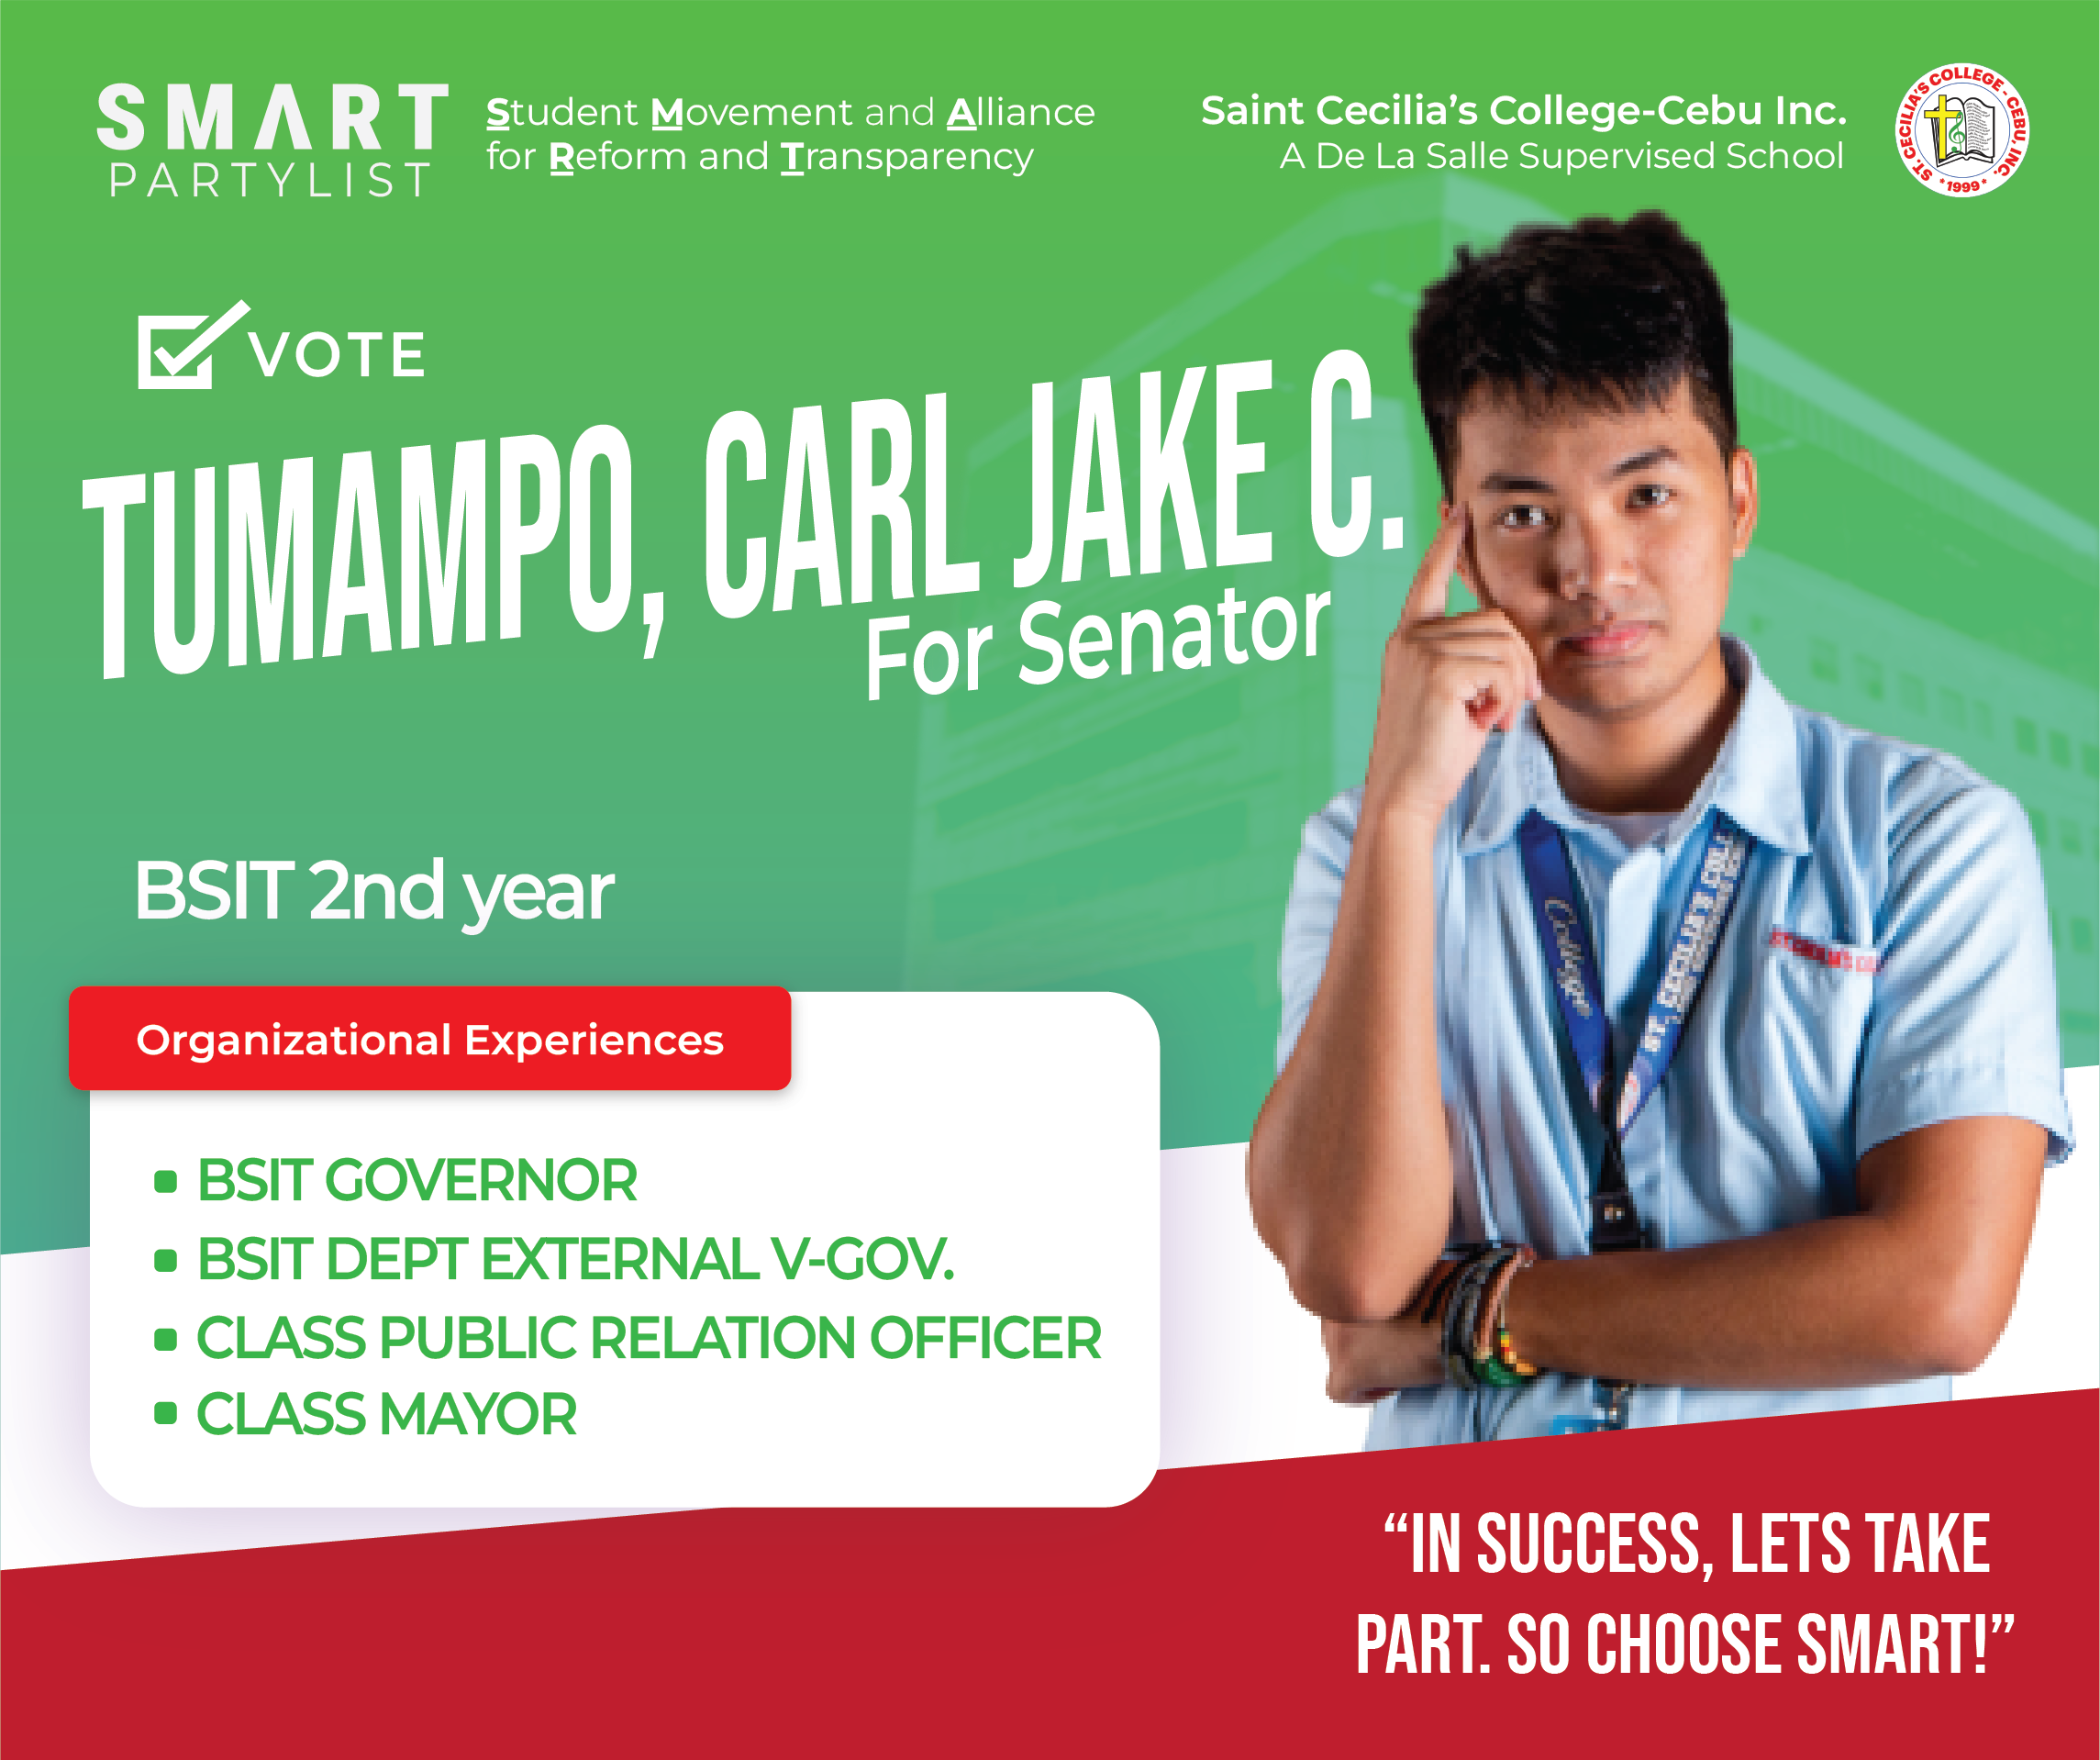 SMART
PARTYLIST
Student Movement and Alliance
for Reform and Transparency
Saint Cecilia's College-Cebu Inc.
A De La Salle Supervised School
ST. CECILIA'S COLLEGE - CEBU, INC.
* 1999 *
VOTE
TUMAMPO, CARL JAKE C.
For Senator
BSIT 2nd year
Organizational Experiences
BSIT GOVERNOR
BSIT DEPT EXTERNAL V-GOV.
CLASS PUBLIC RELATION OFFICER
CLASS MAYOR
College
“IN SUCCESS, LETS TAKE
PART. SO CHOOSE SMART!”